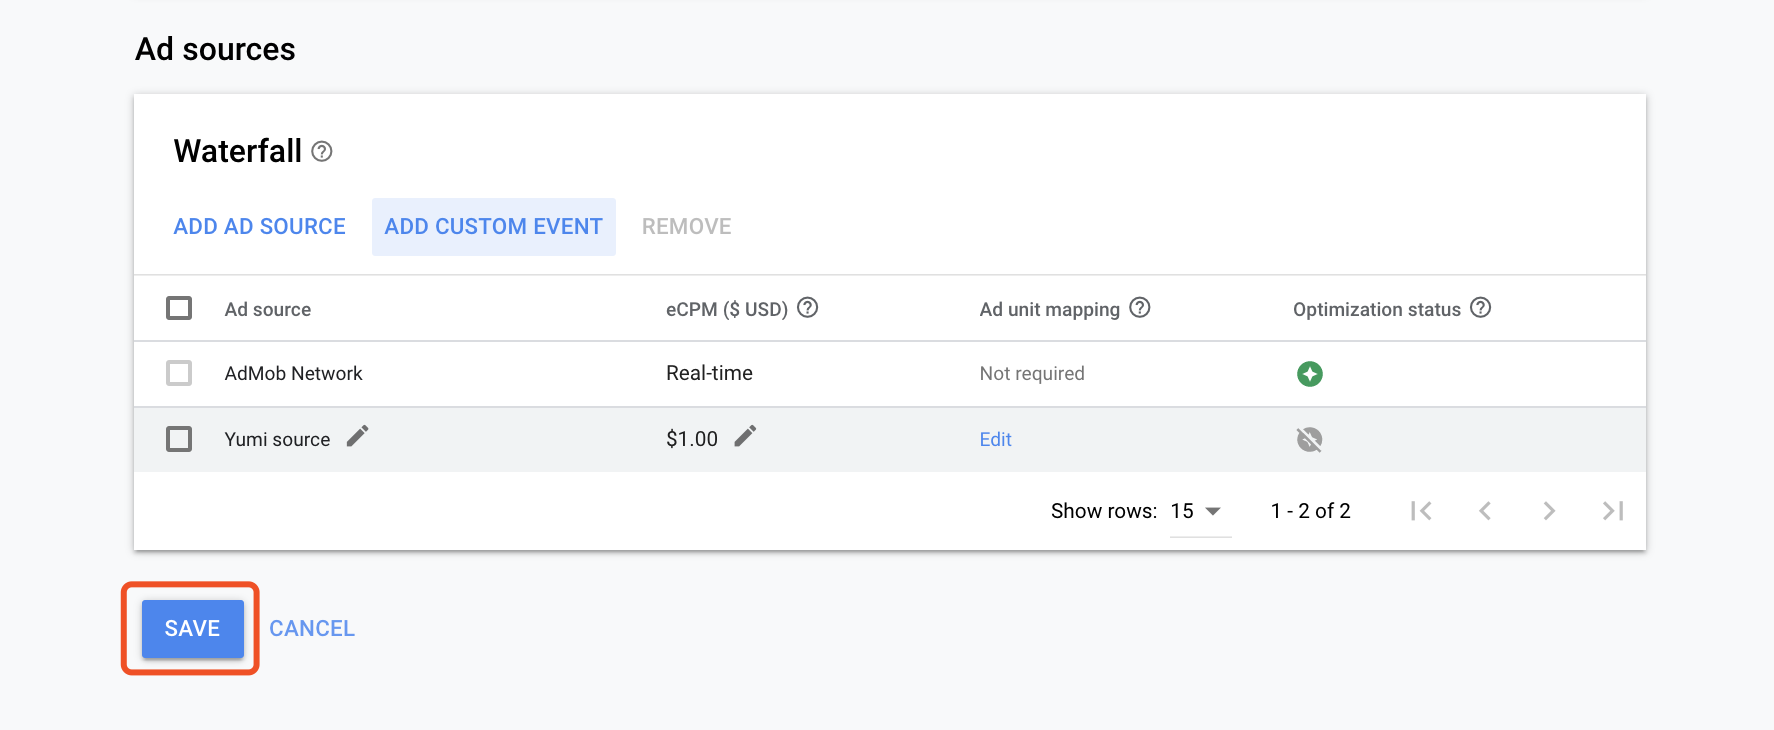 Ad sources
Waterfall
ADD AD SOURCE ADD CUSTOM EVENT REMOVE
Ad source eCPM ($ USD) Ad unit mapping Optimization status
AdMob Network Real-time Not required
Yumi source $1.00 Edit
Show rows: 15 1 - 2 of 2
SAVE CANCEL